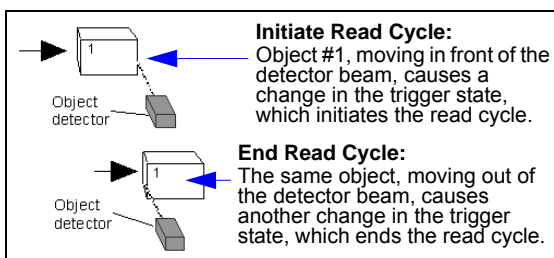 1
Object
detector
Initiate Read Cycle:
Object #1, moving in front of the
detector beam, causes a
change in the trigger state,
which initiates the read cycle.
1
Object
detector
End Read Cycle:
The same object, moving out of
the detector beam, causes
another change in the trigger
state, which ends the read cycle.